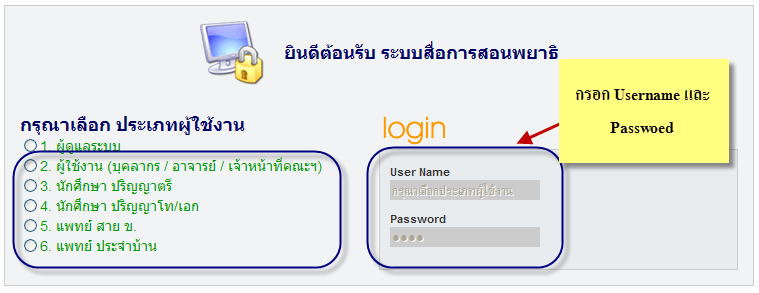 ยินดีต้อนรับ ระบบสื่อการสอนพยาธิ
กรอก Username และ
Passwoed
กรุณาเลือก ประเภทผู้ใช้งาน
1. ผู้ดูแลระบบ
2. ผู้ใช้งาน (บุคลากร / อาจารย์ / เจ้าหน้าที่คณะฯ)
3. นักศึกษา ปริญญาตรี
4. นักศึกษา ปริญญาโท/เอก
5. แพทย์ สาย ข.
6. แพทย์ ประจำบ้าน
login
User Name
กรุณาเลือกประเภทผู้ใช้งาน
Password
●●●●